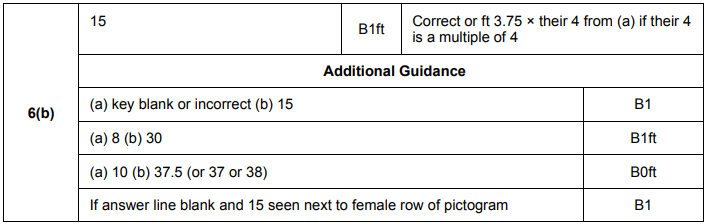 15
B1ft
Correct or ft 3.75 × their 4 from (a) if their 4
is a multiple of 4
Additional Guidance
6(b)
(a) key blank or incorrect (b) 15
B1
(a) 8 (b) 30
B1ft
(a) 10 (b) 37.5 (or 37 or 38)
B0ft
If answer line blank and 15 seen next to female row of pictogram
B1